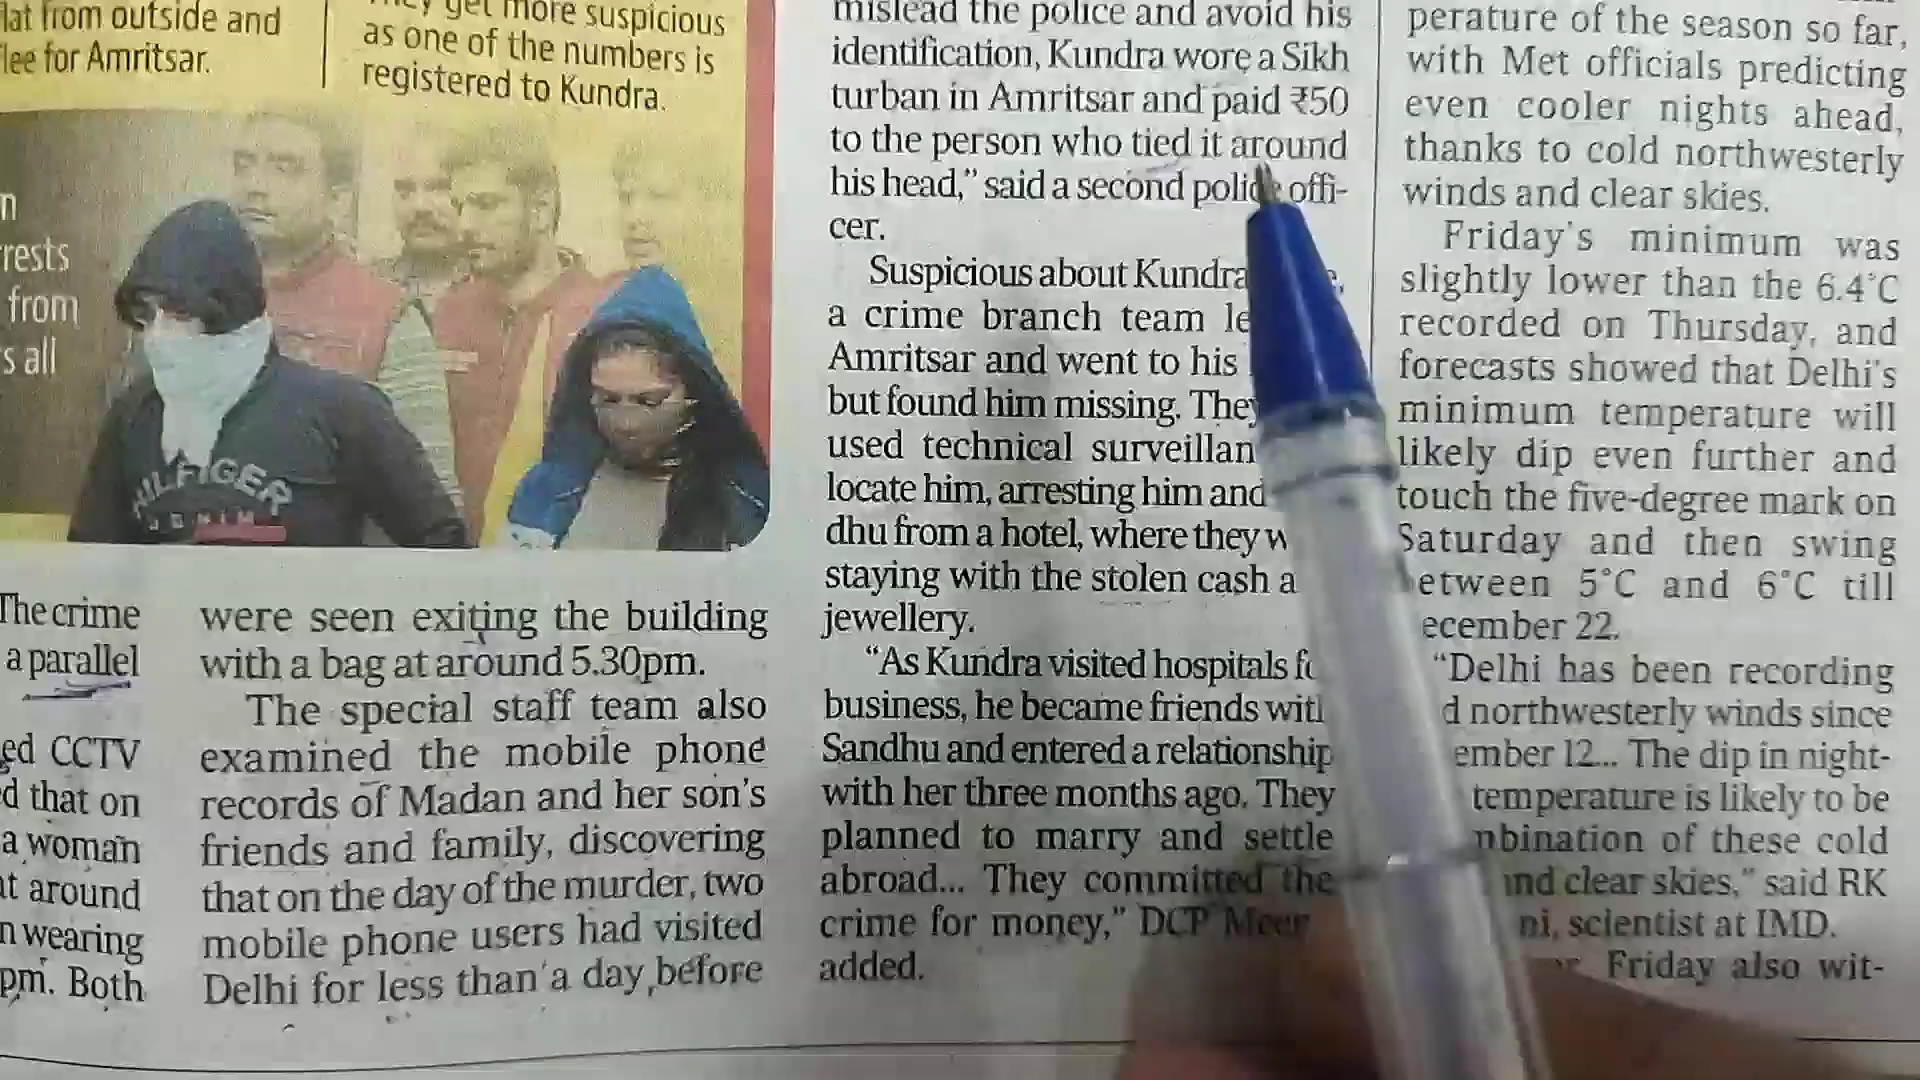 lat from outside and
lee for Amritsar.
They get more suspicious
as one of the numbers is
registered to Kundra.
n
rests
from
s all
HILFIGER
DENIM
The crime
a parallel
ed CCTV
d that on
a woman
at around
n wearing
pm. Both
were seen exiting the building
with a bag at around 5.30pm.
The special staff team also
examined the mobile phone
records of Madan and her son's
friends and family, discovering
that on the day of the murder, two
mobile phone users had visited
Delhi for less than a day before
mislead the police and avoid his
identification, Kundra wore a Sikh
turban in Amritsar and paid ₹50
to the person who tied it around
his head,” said a second police offi-
cer.
Suspicious about Kundra
a crime branch team le
Amritsar and went to his
but found him missing. They
used technical surveillan
locate him, arresting him and
dhu from a hotel, where they w
staying with the stolen cash a
jewellery.
“As Kundra visited hospitals fo
business, he became friends with
Sandhu and entered a relationship
with her three months ago. They
planned to marry and settle
abroad... They committed the
crime for money,” DCP Meer
added.
perature of the season so far,
with Met officials predicting
even cooler nights ahead,
thanks to cold northwesterly
winds and clear skies.
Friday's minimum was
slightly lower than the 6.4°C
recorded on Thursday, and
forecasts showed that Delhi's
minimum temperature will
likely dip even further and
touch the five-degree mark on
Saturday and then swing
between 5°C and 6°C till
ecember 22.
“Delhi has been recording
d northwesterly winds since
ember 12... The dip in night-
temperature is likely to be
mbination of these cold
and clear skies,” said RK
ni, scientist at IMD.
Friday also wit-